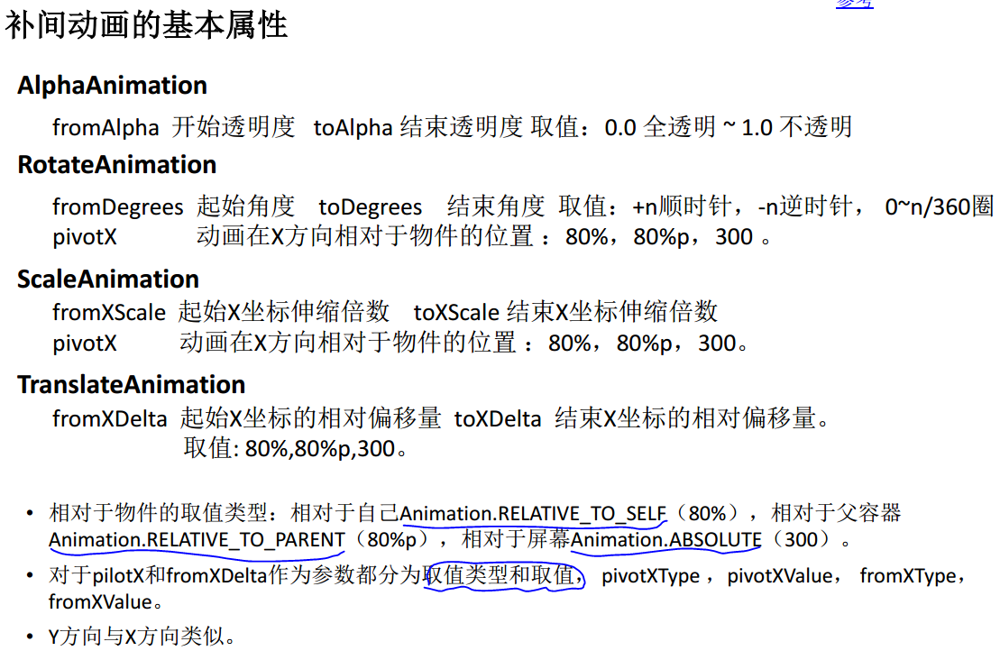 参考
补间动画的基本属性
AlphaAnimation
fromAlpha 开始透明度 toAlpha 结束透明度 取值：0.0 全透明 ~ 1.0 不透明
RotateAnimation
fromDegrees 起始角度 toDegrees 结束角度 取值：+n顺时针，-n逆时针， 0~n/360圈
pivotX 动画在X方向相对于物件的位置 ：80%，80%p，300 。
ScaleAnimation
fromXScale 起始X坐标伸缩倍数 toXScale 结束X坐标伸缩倍数
pivotX 动画在X方向相对于物件的位置 ：80%，80%p，300。
TranslateAnimation
fromXDelta 起始X坐标的相对偏移量 toXDelta 结束X坐标的相对偏移量。
取值: 80%,80%p,300。
• 相对于物件的取值类型：相对于自己Animation.RELATIVE_TO_SELF（80%），相对于父容器
Animation.RELATIVE_TO_PARENT（80%p），相对于屏幕Animation.ABSOLUTE（300）。
• 对于pilotX和fromXDelta作为参数都分为取值类型和取值， pivotXType ，pivotXValue， fromXType，
fromXValue。
• Y方向与X方向类似。